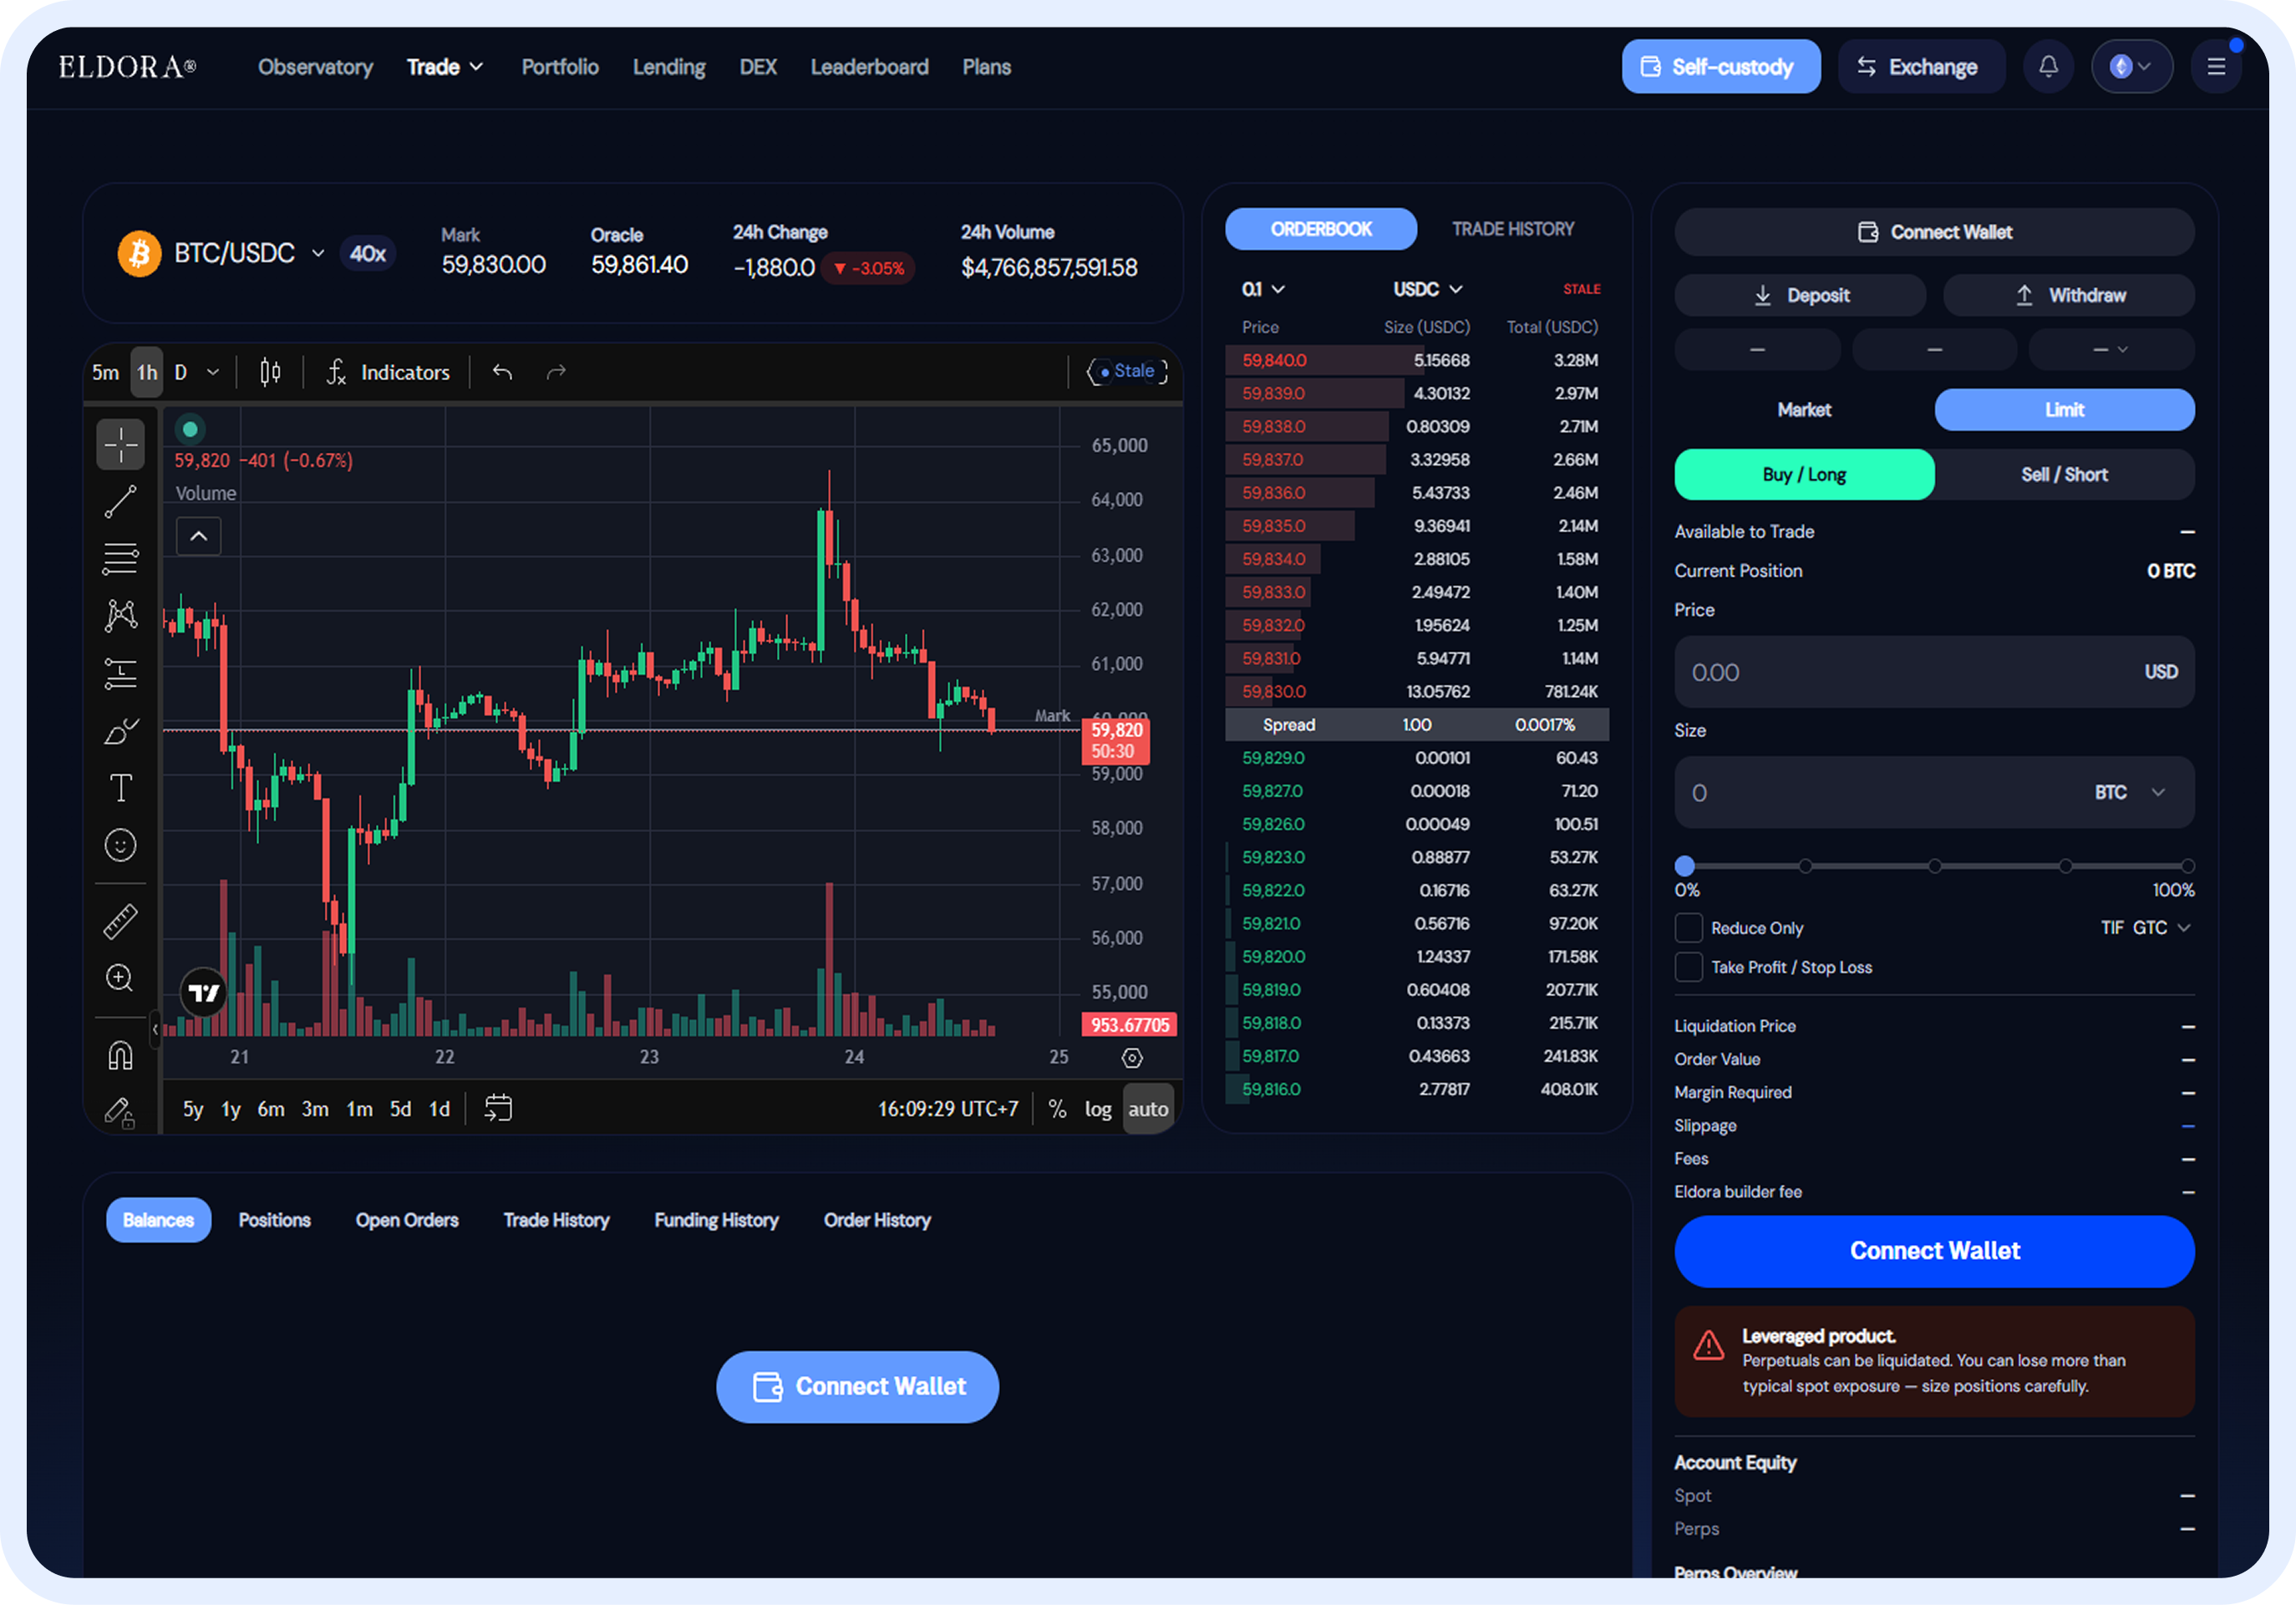 ELDORA®
Observatory
Trade
Portfolio
Lending
DEX
Leaderboard
Plans
Self-custody
Exchange
BTC/USDC
40x
Mark
59,830.00
Oracle
59,861.40
24h Change
-1,880.0 ▼ -3.05%
24h Volume
$4,766,857,591.58
5m 1h D
Indicators
Stale
59,820 −401 (−0.67%)
Volume
65,000
64,000
63,000
62,000
61,000
60,000
Mark
59,820
50:30
59,000
58,000
57,000
56,000
55,000
953.67705
21 22 23 24 25
5y 1y 6m 3m 1m 5d 1d
16:09:29 UTC+7
% log auto
ORDERBOOK
TRADE HISTORY
0.1 USDC STALE
Price Size (USDC) Total (USDC)
59,840.0 5.15668 3.28M
59,839.0 4.30132 2.97M
59,838.0 0.80309 2.71M
59,837.0 3.32958 2.66M
59,836.0 5.43733 2.46M
59,835.0 9.36941 2.14M
59,834.0 2.88105 1.58M
59,833.0 2.49472 1.40M
59,832.0 1.95624 1.25M
59,831.0 5.94771 1.14M
59,830.0 13.05762 781.24K
Spread 1.00 0.0017%
59,829.0 0.00101 60.43
59,827.0 0.00018 71.20
59,826.0 0.00049 100.51
59,823.0 0.88877 53.27K
59,822.0 0.16716 63.27K
59,821.0 0.56716 97.20K
59,820.0 1.24337 171.58K
59,819.0 0.60408 207.71K
59,818.0 0.13373 215.71K
59,817.0 0.43663 241.83K
59,816.0 2.77817 408.01K
Connect Wallet
Deposit
Withdraw
— — —
Market
Limit
Buy / Long
Sell / Short
Available to Trade —
Current Position 0 BTC
Price
0.00 USD
Size
0 BTC
0% 100%
Reduce Only
TIF GTC
Take Profit / Stop Loss
Liquidation Price —
Order Value —
Margin Required —
Slippage —
Fees —
Eldora builder fee —
Connect Wallet
Leveraged product.
Perpetuals can be liquidated. You can lose more than
typical spot exposure — size positions carefully.
Account Equity
Spot —
Perps —
Perps Overview
Balances
Positions
Open Orders
Trade History
Funding History
Order History
Connect Wallet